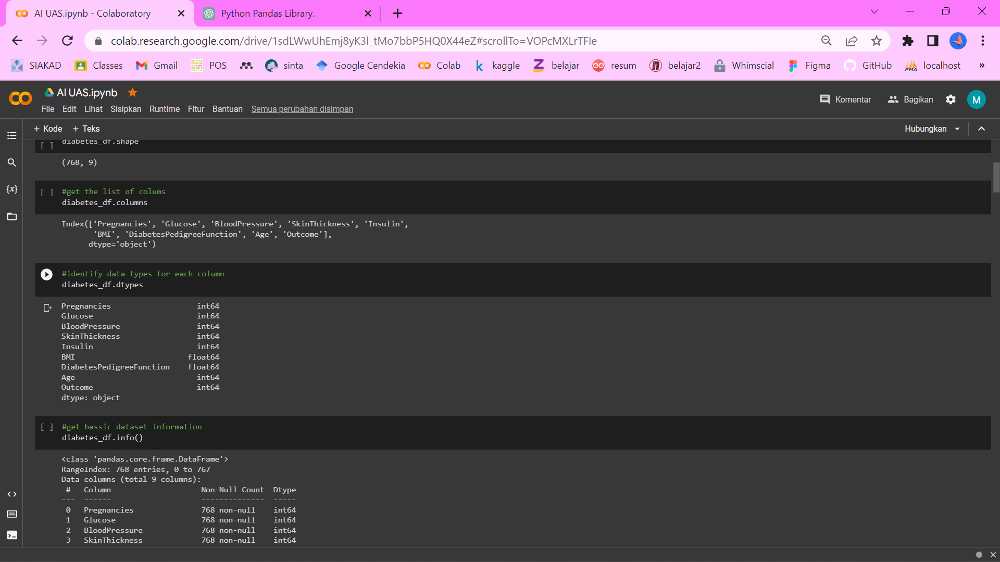 AI UAS.ipynb - Colaboratory
Python Pandas Library.
colab.research.google.com/drive/1sdLWwUhEmj8yK3l_tMo7bbP5HQ0X44eZ#scrollTo=VOPcMXLrTFIe
SIAKAD Classes Gmail POS sinta Google Cendekia Colab kaggle belajar resum belajar2 Whimscial Figma GitHub localhost »
AI UAS.ipynb
File Edit Lihat Sisipkan Runtime Fitur Bantuan Semua perubahan disimpan
Komentar Bagikan M
+ Kode + Teks
Hubungkan
[ ] diabetes_df.shape
(768, 9)
[ ] #get the list of colums
diabetes_df.columns
Index(['Pregnancies', 'Glucose', 'BloodPressure', 'SkinThickness', 'Insulin',
'BMI', 'DiabetesPedigreeFunction', 'Age', 'Outcome'],
dtype='object')
#identify data types for each column
diabetes_df.dtypes
Pregnancies int64
Glucose int64
BloodPressure int64
SkinThickness int64
Insulin int64
BMI float64
DiabetesPedigreeFunction float64
Age int64
Outcome int64
dtype: object
[ ] #get bassic dataset information
diabetes_df.info()
<class 'pandas.core.frame.DataFrame'>
RangeIndex: 768 entries, 0 to 767
Data columns (total 9 columns):
# Column Non-Null Count Dtype
--- ------ -------------- -----
0 Pregnancies 768 non-null int64
1 Glucose 768 non-null int64
2 BloodPressure 768 non-null int64
3 SkinThickness 768 non-null int64